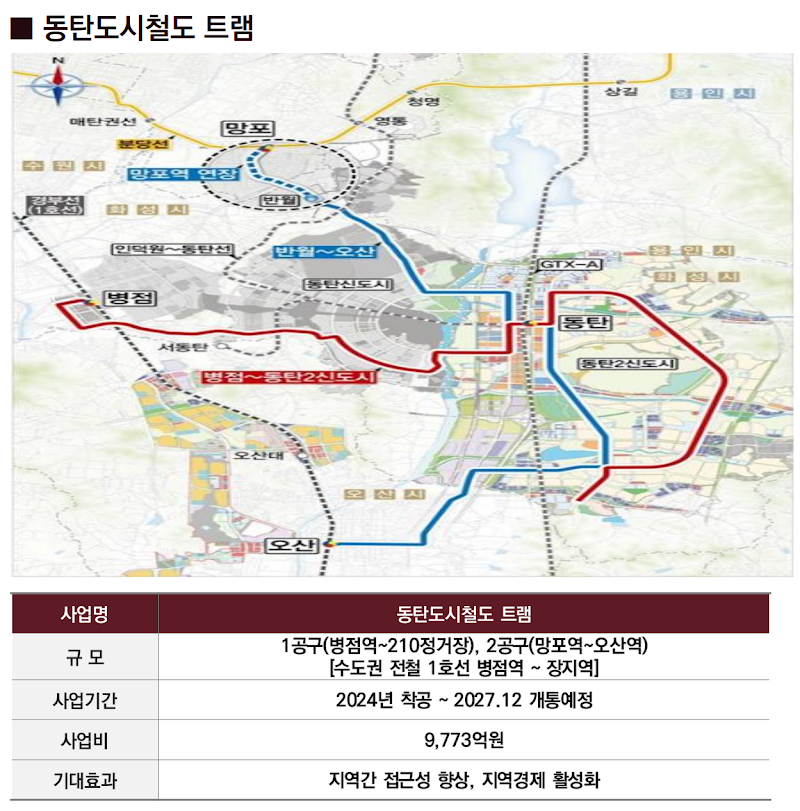 ■ 동탄도시철도 트램
N
상길
용 인 시
청명
매탄권선
영통
망포
분당선
수 원 시
망포역 연장
경부선
(1호선)
반월
화 성 시
인덕원~동탄선
반월~오산
용 인 시
GTX-A
화 성 시
동탄신도시
병점
동탄
서동탄
동탄2신도시
병점~동탄2신도시
오산대
오 산 시
오산
사업명 동탄도시철도 트램
규 모 1공구(병점역~210정거장), 2공구(망포역~오산역)
[수도권 전철 1호선 병점역 ~ 장지역]
사업기간 2024년 착공 ~ 2027.12 개통예정
사업비 9,773억원
기대효과 지역간 접근성 향상, 지역경제 활성화